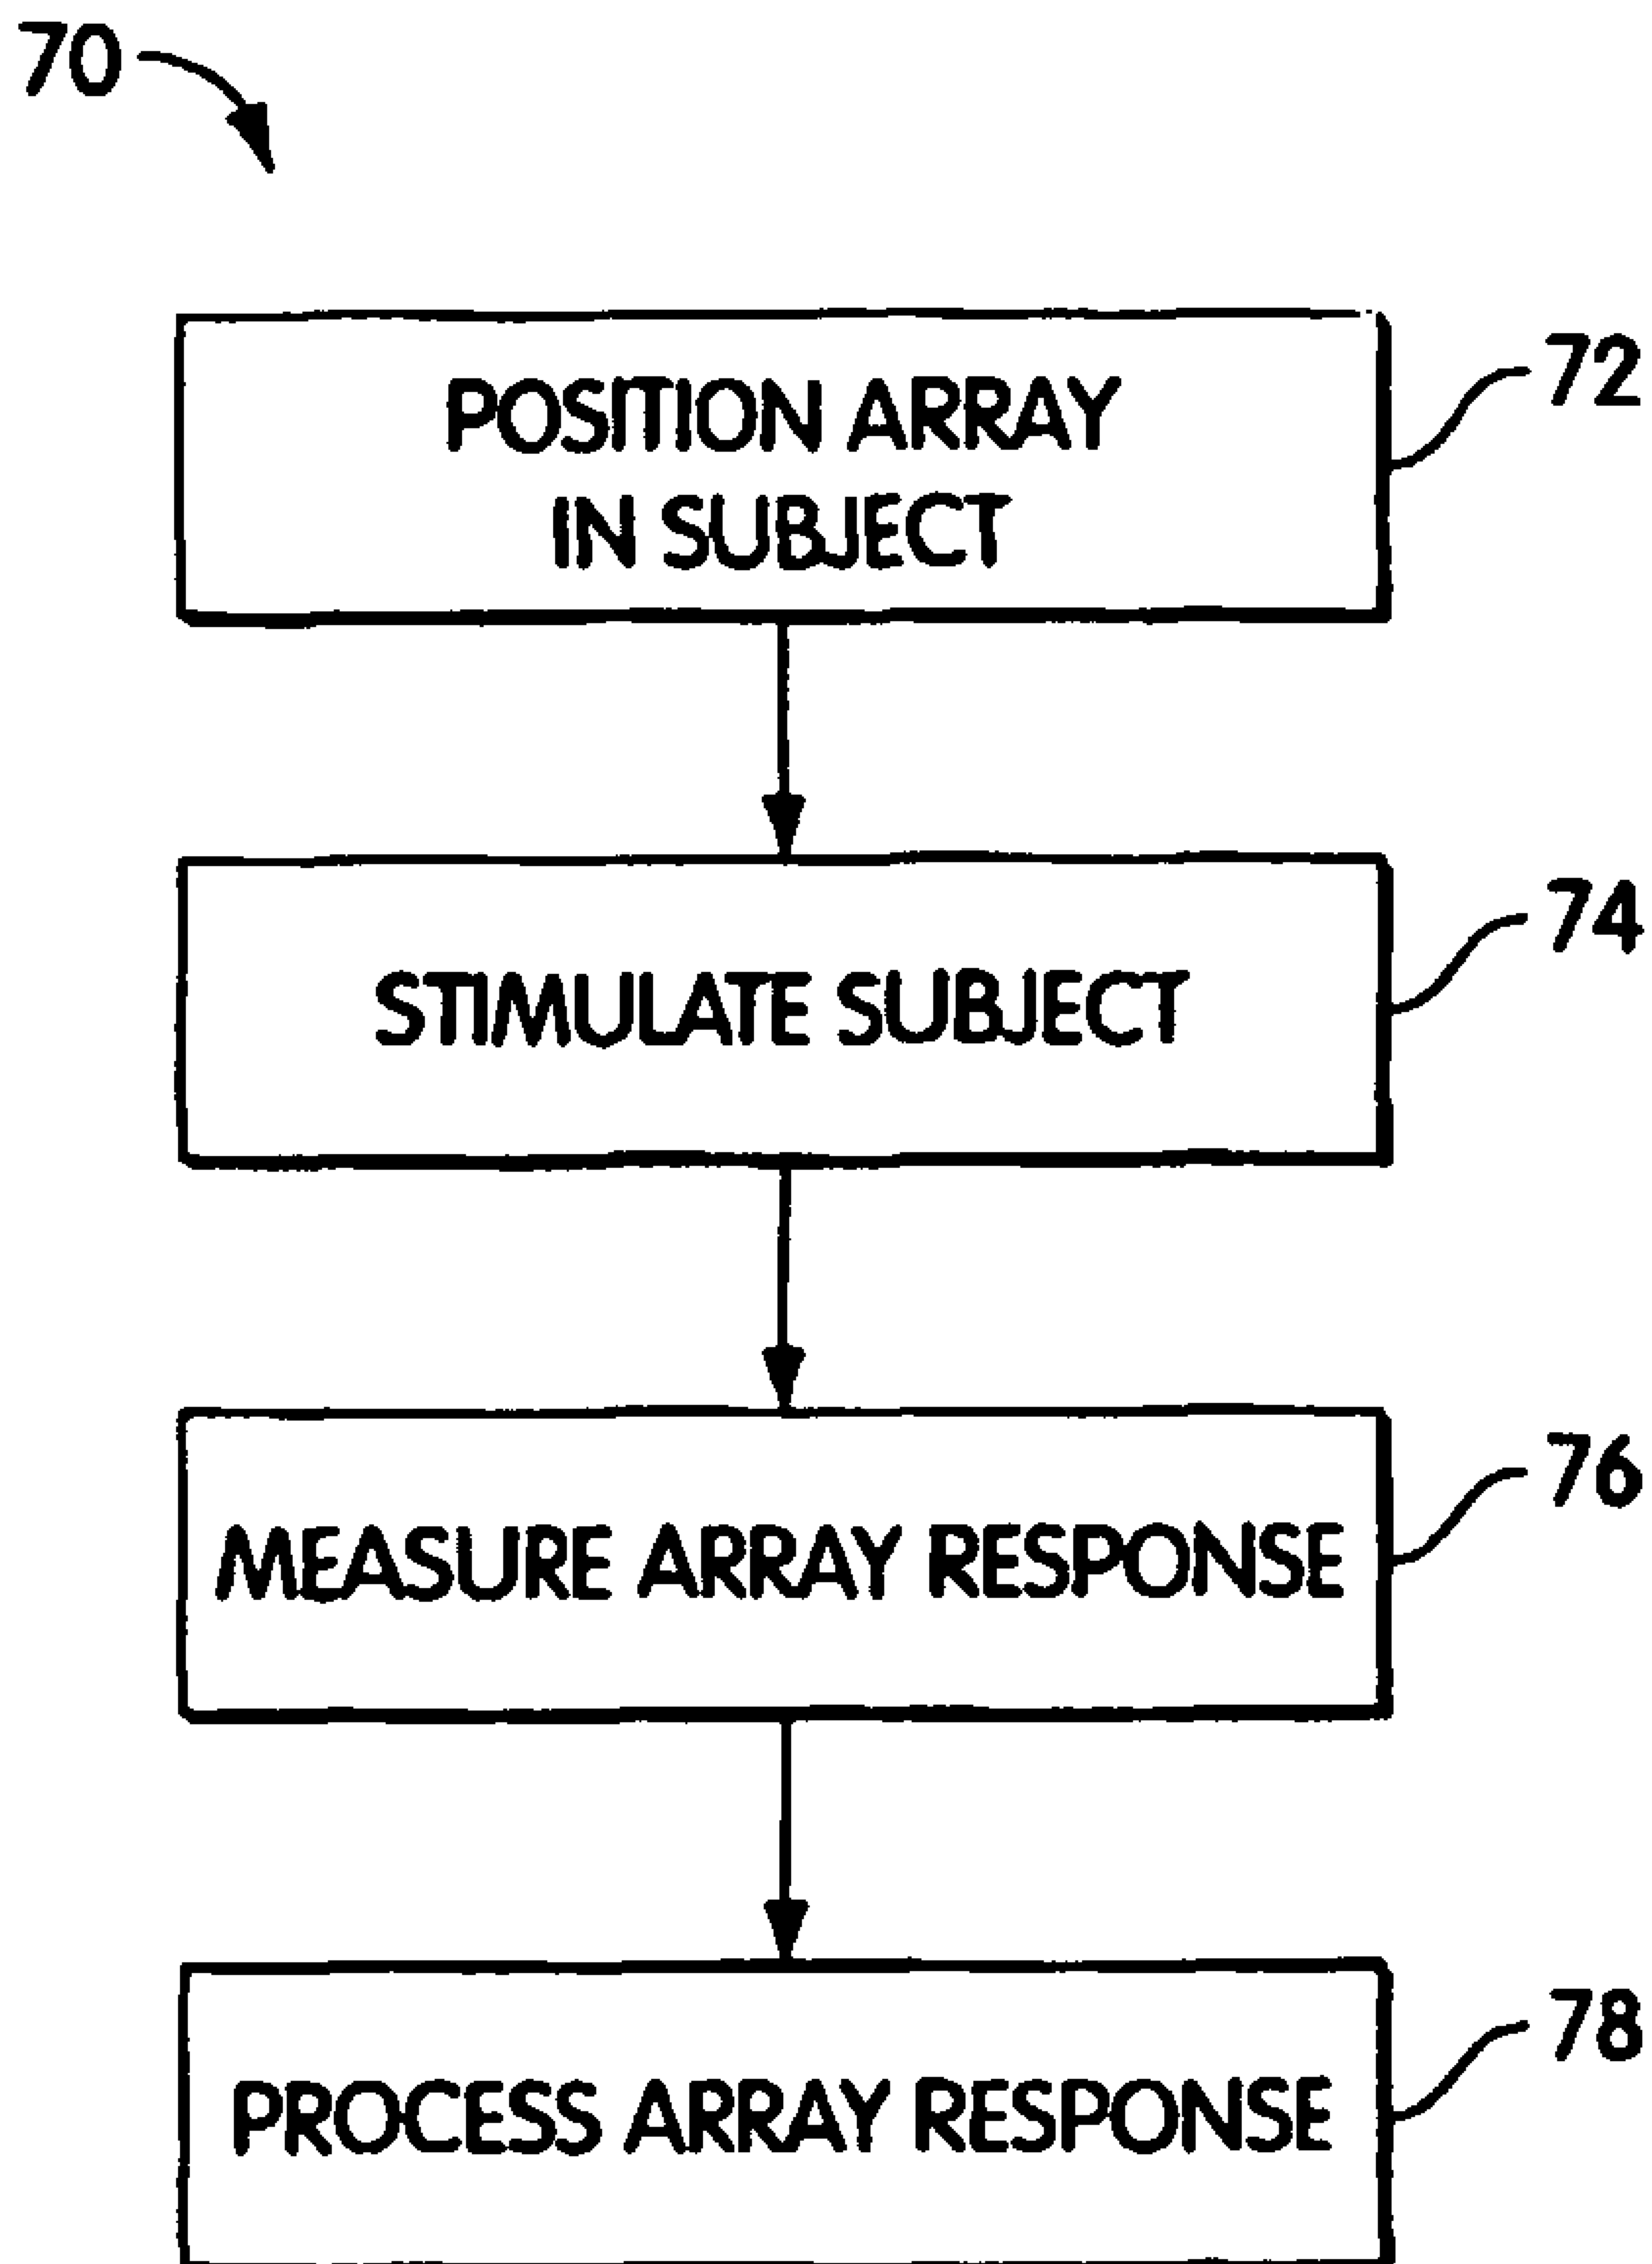 70
POSITION ARRAY
IN SUBJECT
72
STIMULATE SUBJECT
74
MEASURE ARRAY RESPONSE
76
PROCESS ARRAY RESPONSE
78